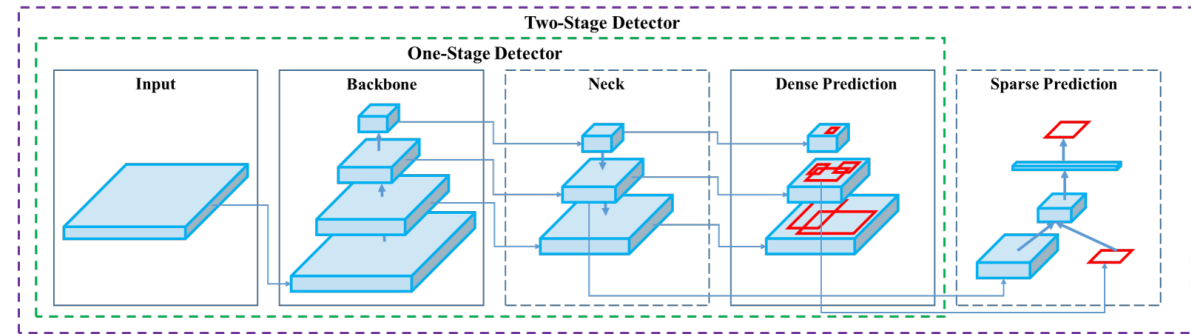 Two-Stage Detector
One-Stage Detector
Input
Backbone
Neck
Dense Prediction
Sparse Prediction